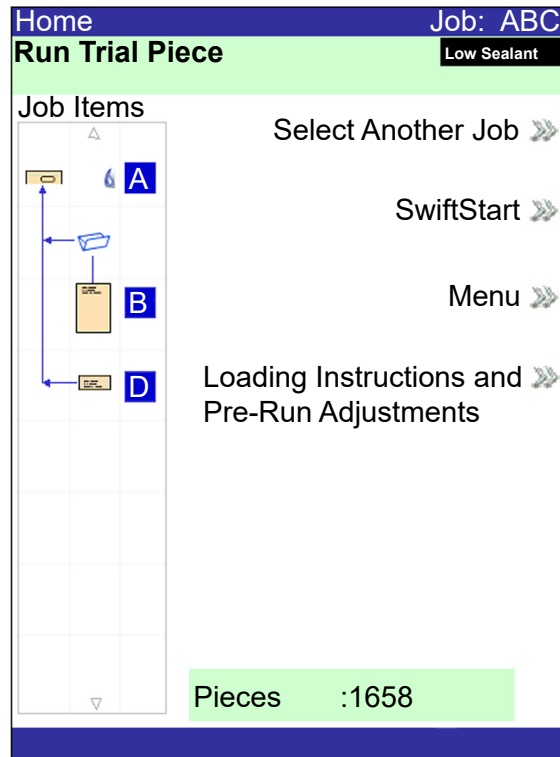 Home Job: ABC
Run Trial Piece Low Sealant
Job Items
Select Another Job
A
SwiftStart
B
Menu
D
Loading Instructions and
Pre-Run Adjustments
Pieces :1658